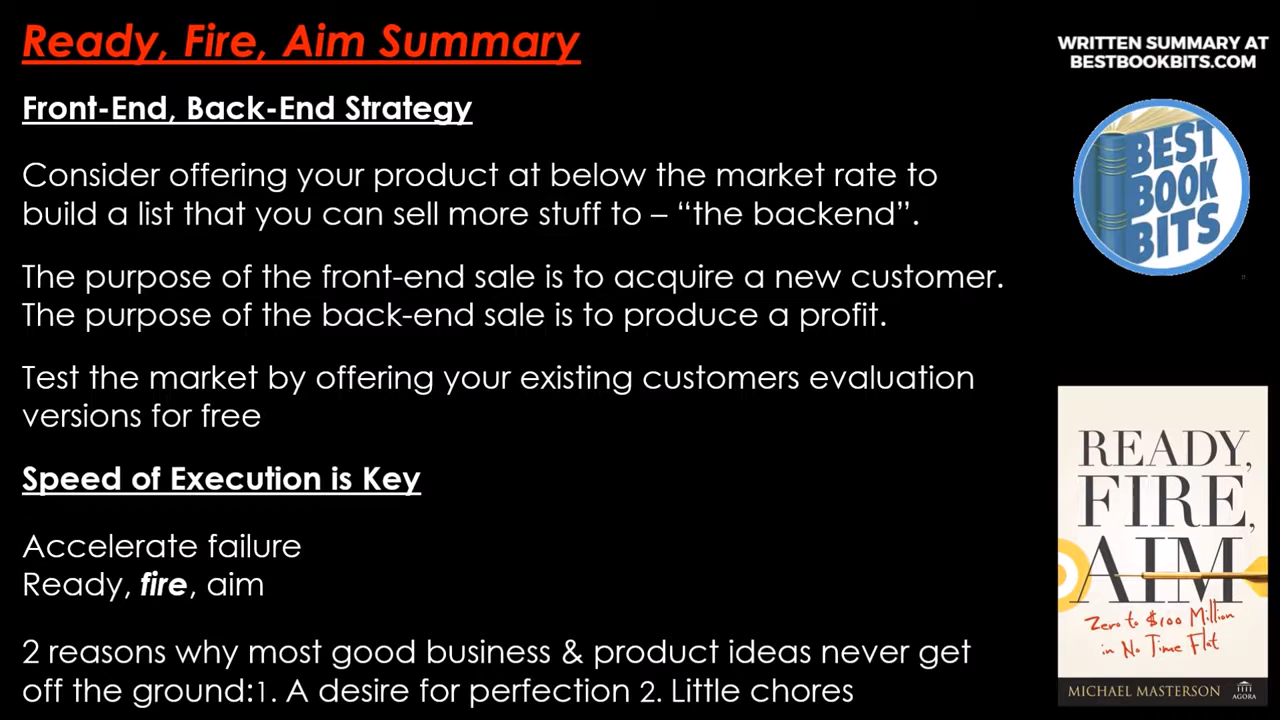 Ready, Fire, Aim Summary
WRITTEN SUMMARY AT
BESTBOOKBITS.COM
Front-End, Back-End Strategy
Consider offering your product at below the market rate to
build a list that you can sell more stuff to – “the backend”.
The purpose of the front-end sale is to acquire a new customer.
The purpose of the back-end sale is to produce a profit.
Test the market by offering your existing customers evaluation
versions for free
Speed of Execution is Key
Accelerate failure
Ready, fire, aim
2 reasons why most good business & product ideas never get
off the ground:1. A desire for perfection 2. Little chores
BEST
BOOK
BITS
READY,
FIRE,
AIM
Zero to $100 Million
in No Time Flat
MICHAEL MASTERSON
AGORA